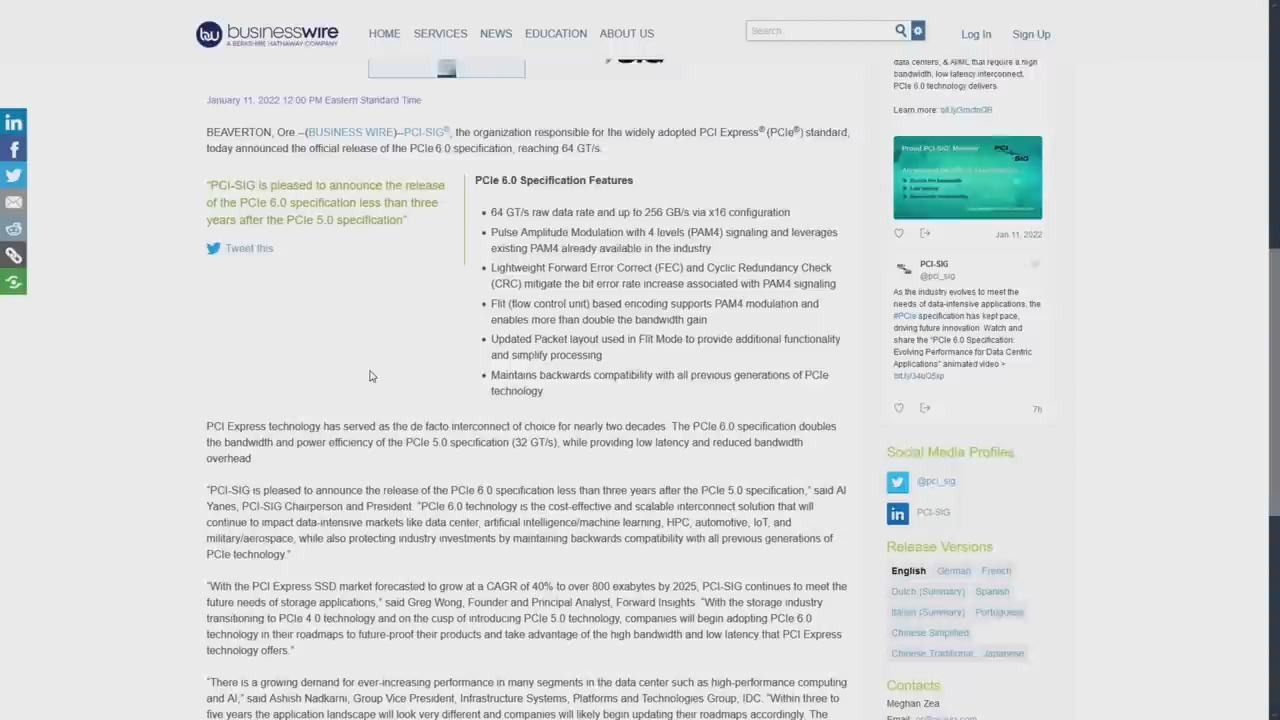 businesswire
A BERKSHIRE HATHAWAY COMPANY
HOME SERVICES NEWS EDUCATION ABOUT US
Search
Log In Sign Up
January 11, 2022 12:00 PM Eastern Standard Time
BEAVERTON, Ore.--(BUSINESS WIRE)--PCI-SIG®, the organization responsible for the widely adopted PCI Express® (PCIe®) standard,
today announced the official release of the PCIe 6.0 specification, reaching 64 GT/s.
"PCI-SIG is pleased to announce the release
of the PCIe 6.0 specification less than three
years after the PCIe 5.0 specification"
Tweet this
PCIe 6.0 Specification Features
64 GT/s raw data rate and up to 256 GB/s via x16 configuration
Pulse Amplitude Modulation with 4 levels (PAM4) signaling and leverages
existing PAM4 already available in the industry
Lightweight Forward Error Correct (FEC) and Cyclic Redundancy Check
(CRC) mitigate the bit error rate increase associated with PAM4 signaling
Flit (flow control unit) based encoding supports PAM4 modulation and
enables more than double the bandwidth gain
Updated Packet layout used in Flit Mode to provide additional functionality
and simplify processing
Maintains backwards compatibility with all previous generations of PCIe
technology
PCI Express technology has served as the de facto interconnect of choice for nearly two decades. The PCIe 6.0 specification doubles
the bandwidth and power efficiency of the PCIe 5.0 specification (32 GT/s), while providing low latency and reduced bandwidth
overhead
"PCI-SIG is pleased to announce the release of the PCIe 6.0 specification less than three years after the PCIe 5.0 specification," said Al
Yanes, PCI-SIG Chairperson and President. "PCIe 6.0 technology is the cost-effective and scalable interconnect solution that will
continue to impact data-intensive markets like data center, artificial intelligence/machine learning, HPC, automotive, IoT, and
military/aerospace, while also protecting industry investments by maintaining backwards compatibility with all previous generations of
PCIe technology."
"With the PCI Express SSD market forecasted to grow at a CAGR of 40% to over 800 exabytes by 2025, PCI-SIG continues to meet the
future needs of storage applications," said Greg Wong, Founder and Principal Analyst, Forward Insights. "With the storage industry
transitioning to PCIe 4.0 technology and on the cusp of introducing PCIe 5.0 technology, companies will begin adopting PCIe 6.0
technology in their roadmaps to future-proof their products and take advantage of the high bandwidth and low latency that PCI Express
technology offers."
"There is a growing demand for ever-increasing performance in many segments in the data center such as high-performance computing
and AI," said Ashish Nadkarni, Group Vice President, Infrastructure Systems, Platforms and Technologies Group, IDC. "Within three to
five years the application landscape will look very different and companies will likely begin updating their roadmaps accordingly. The
data centers, & AI/ML that require a high
bandwidth, low latency interconnect,
PCIe 6.0 technology delivers.
Learn more:
Proud PCI-SIG® Member
PCI
SIG
Jan 11, 2022
PCI-SIG
@pci_sig
As the industry evolves to meet the
needs of data-intensive applications, the
#PCIe specification has kept pace,
driving future innovation. Watch and
share the "PCIe 6.0 Specification:
Evolving Performance for Data Centric
Applications" animated video >
7h
Social Media Profiles
@pci_sig
PCI-SIG
Release Versions
English German French
Dutch (Summary) Spanish
Italian (Summary) Portuguese
Chinese Simplified
Chinese Traditional Japanese
Contacts
Meghan Zea